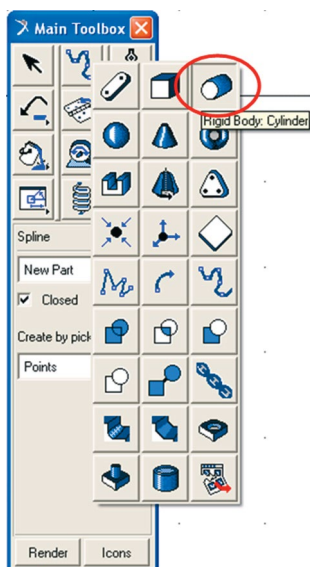 Main Toolbox
Rigid Body: Cylinder
Spline
New Part
Closed
Create by pick
Points
Render
Icons